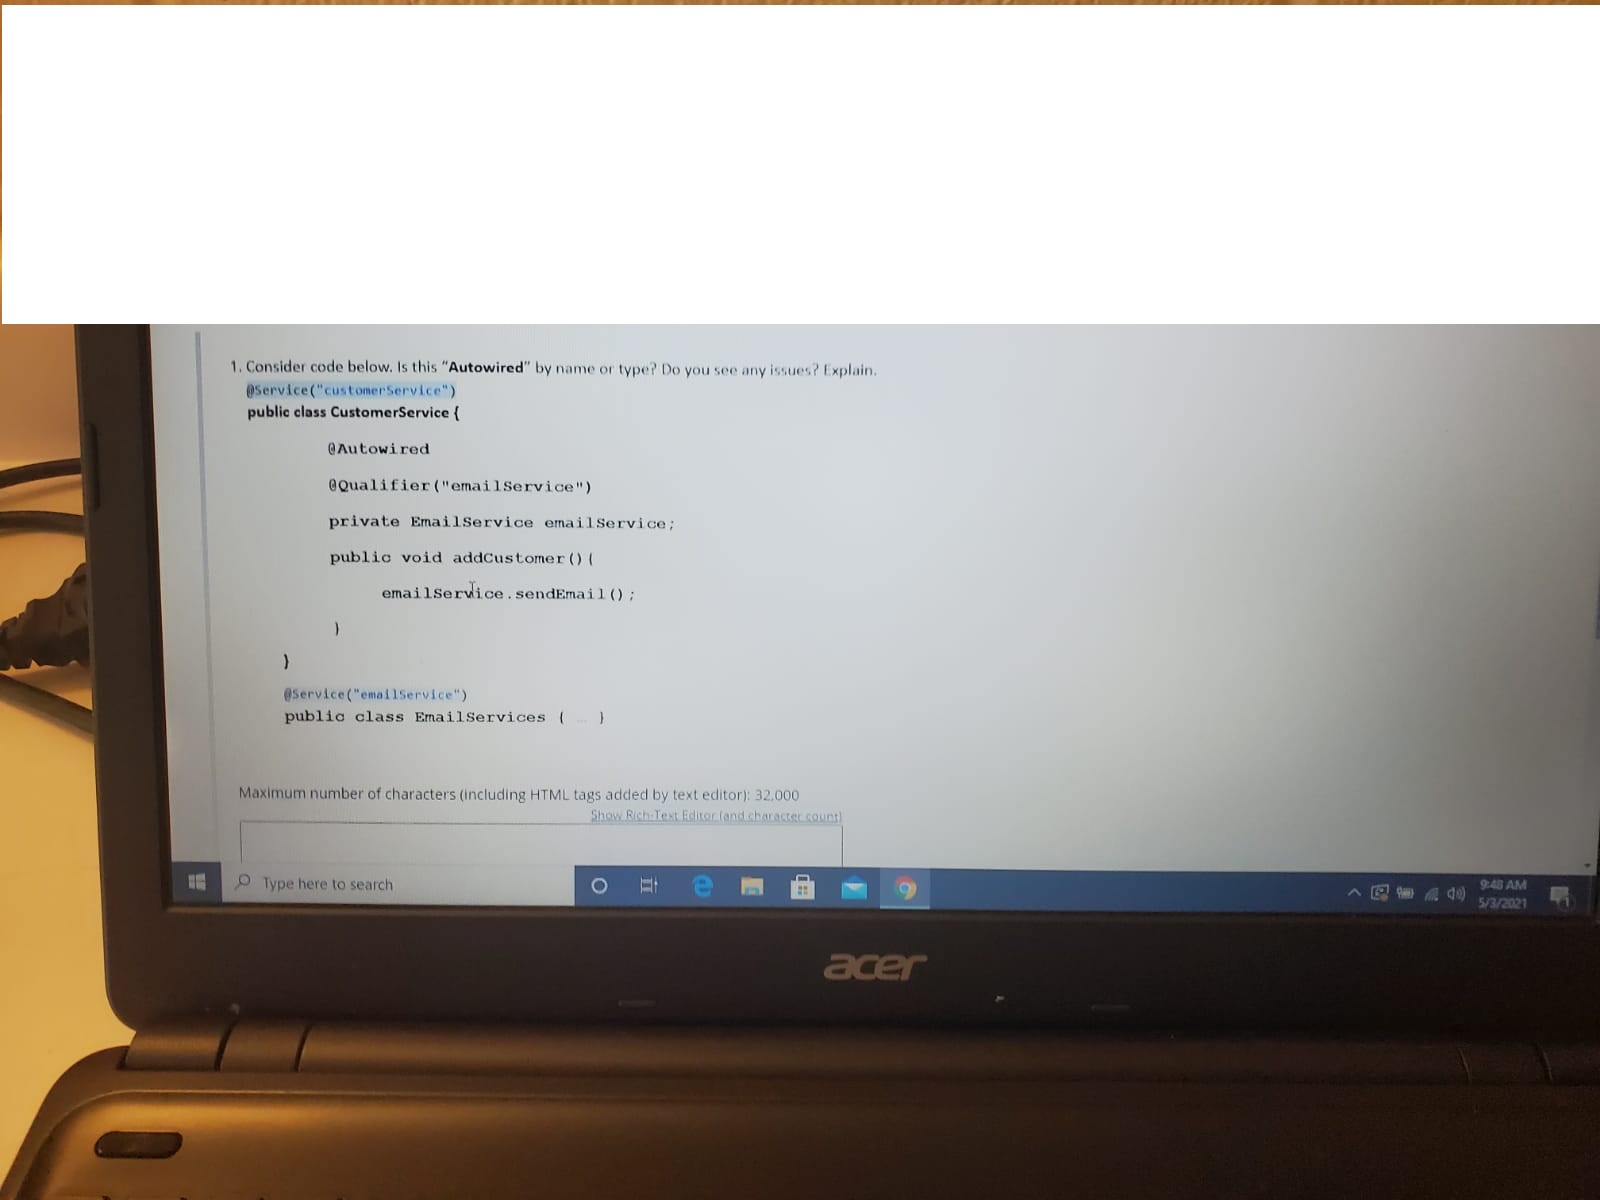 1. Consider code below. Is this “Autowired” by name or type? Do you see any issues? Explain.
@Service("customerService")
public class CustomerService {
@Autowired
@Qualifier("emailService")
private EmailService emailService;
public void addCustomer(){
emailService.sendEmail();
}
}
@Service("emailService")
public class EmailServices { ... }
Maximum number of characters (including HTML tags added by text editor): 32,000
Show Rich-Text Editor (and character count)
Type here to search
9:48 AM
5/3/2021
acer